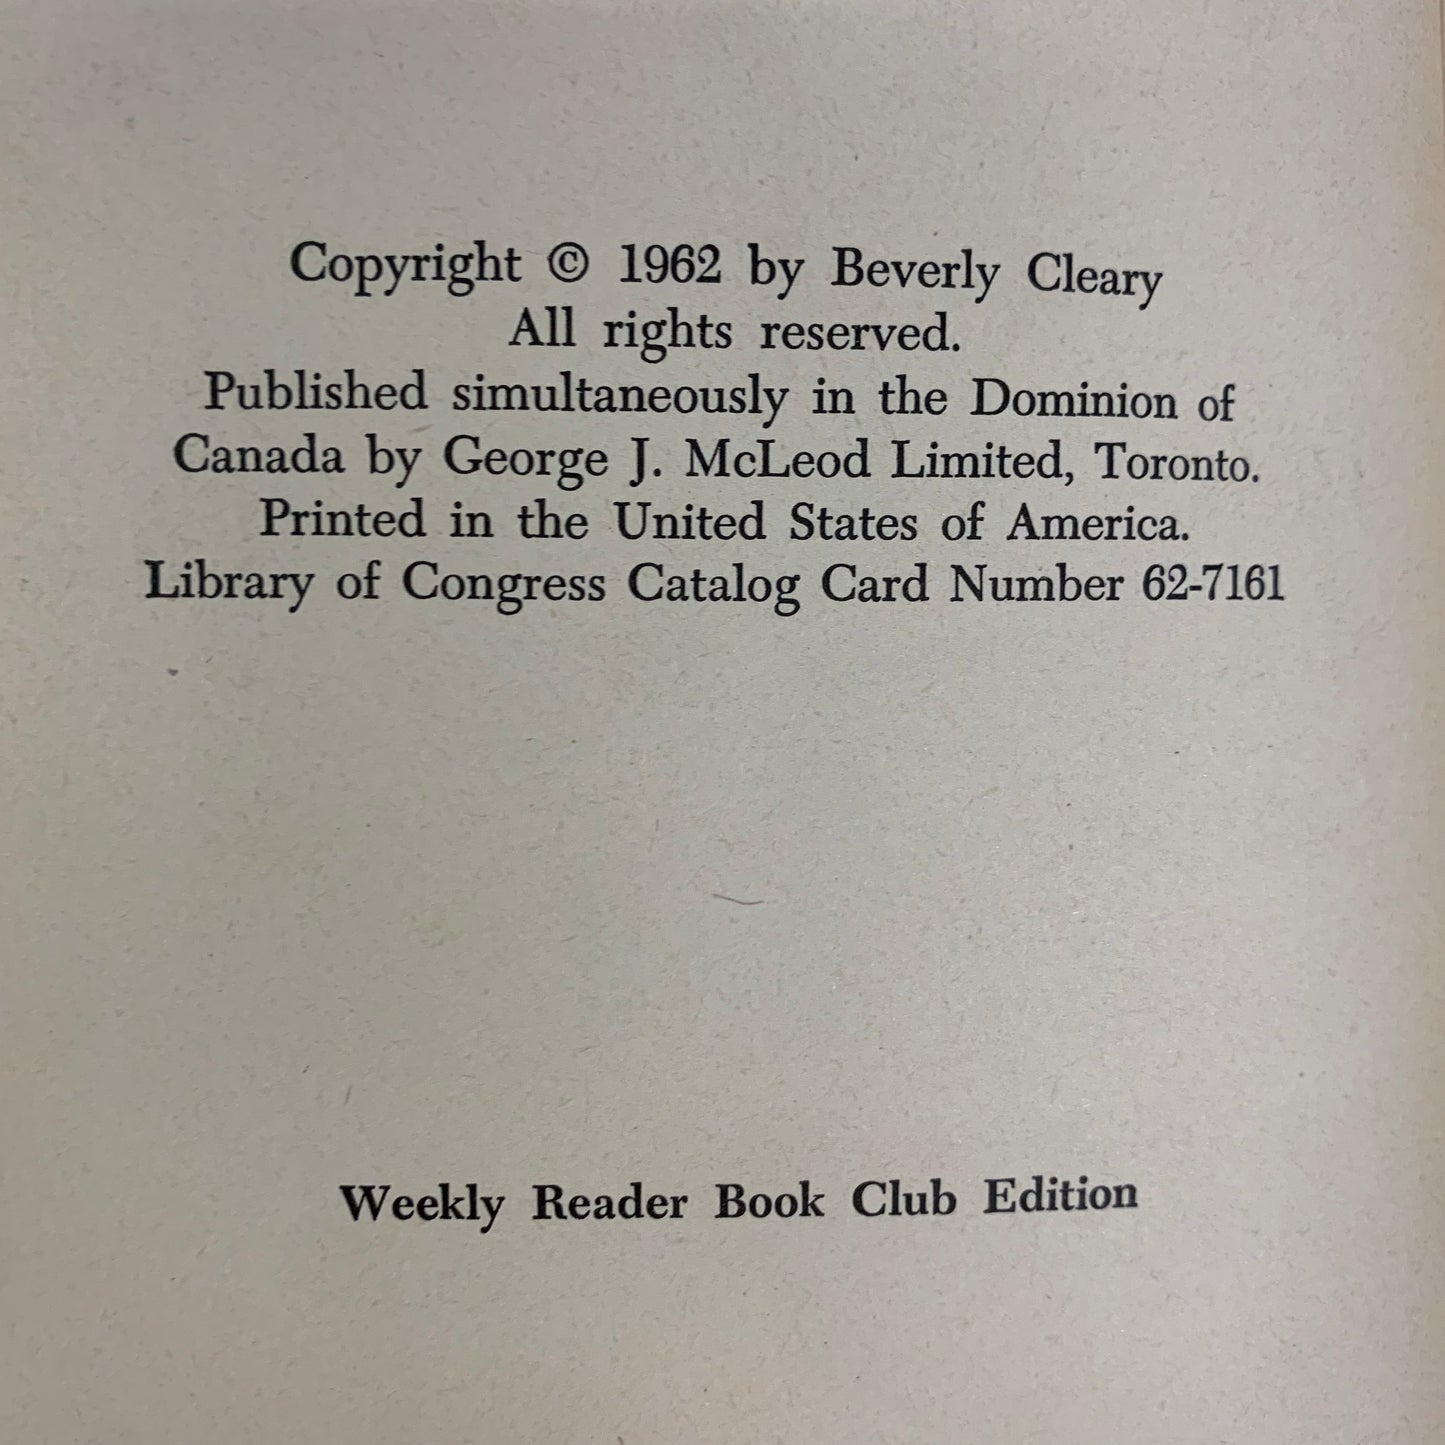 Copyright © 1962 by Beverly Cleary
All rights reserved.
Published simultaneously in the Dominion of
Canada by George J. McLeod Limited, Toronto.
Printed in the United States of America.
Library of Congress Catalog Card Number 62-7161
Weekly Reader Book Club Edition